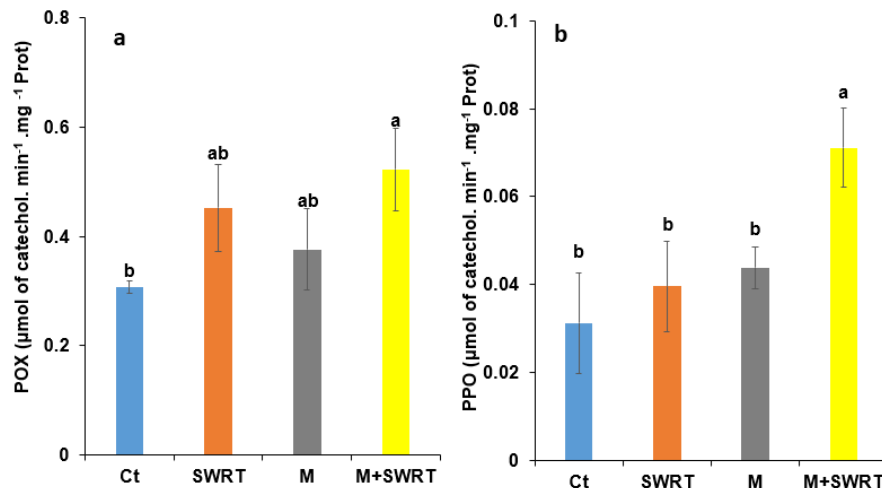 a
POX (µmol of catechol. min⁻¹ .mg ⁻¹ Prot)
0.8
0.6
0.4
0.2
0
b
ab
ab
a
Ct SWRT M M+SWRT
b
PPO (µmol of catechol. min⁻¹ .mg⁻¹ Prot)
0.1
0.08
0.06
0.04
0.02
0
b
b
b
a
Ct SWRT M M+SWRT